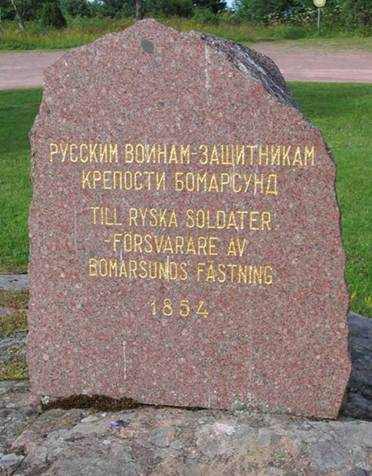 РУССКИМ ВОИНАМ-ЗАЩИТНИКАМ
КРЕПОСТИ БОМАРСУНД
TILL RYSKA SOLDATER
-FÖRSVARARE AV
BOMARSUNDS FÄSTNING
1854